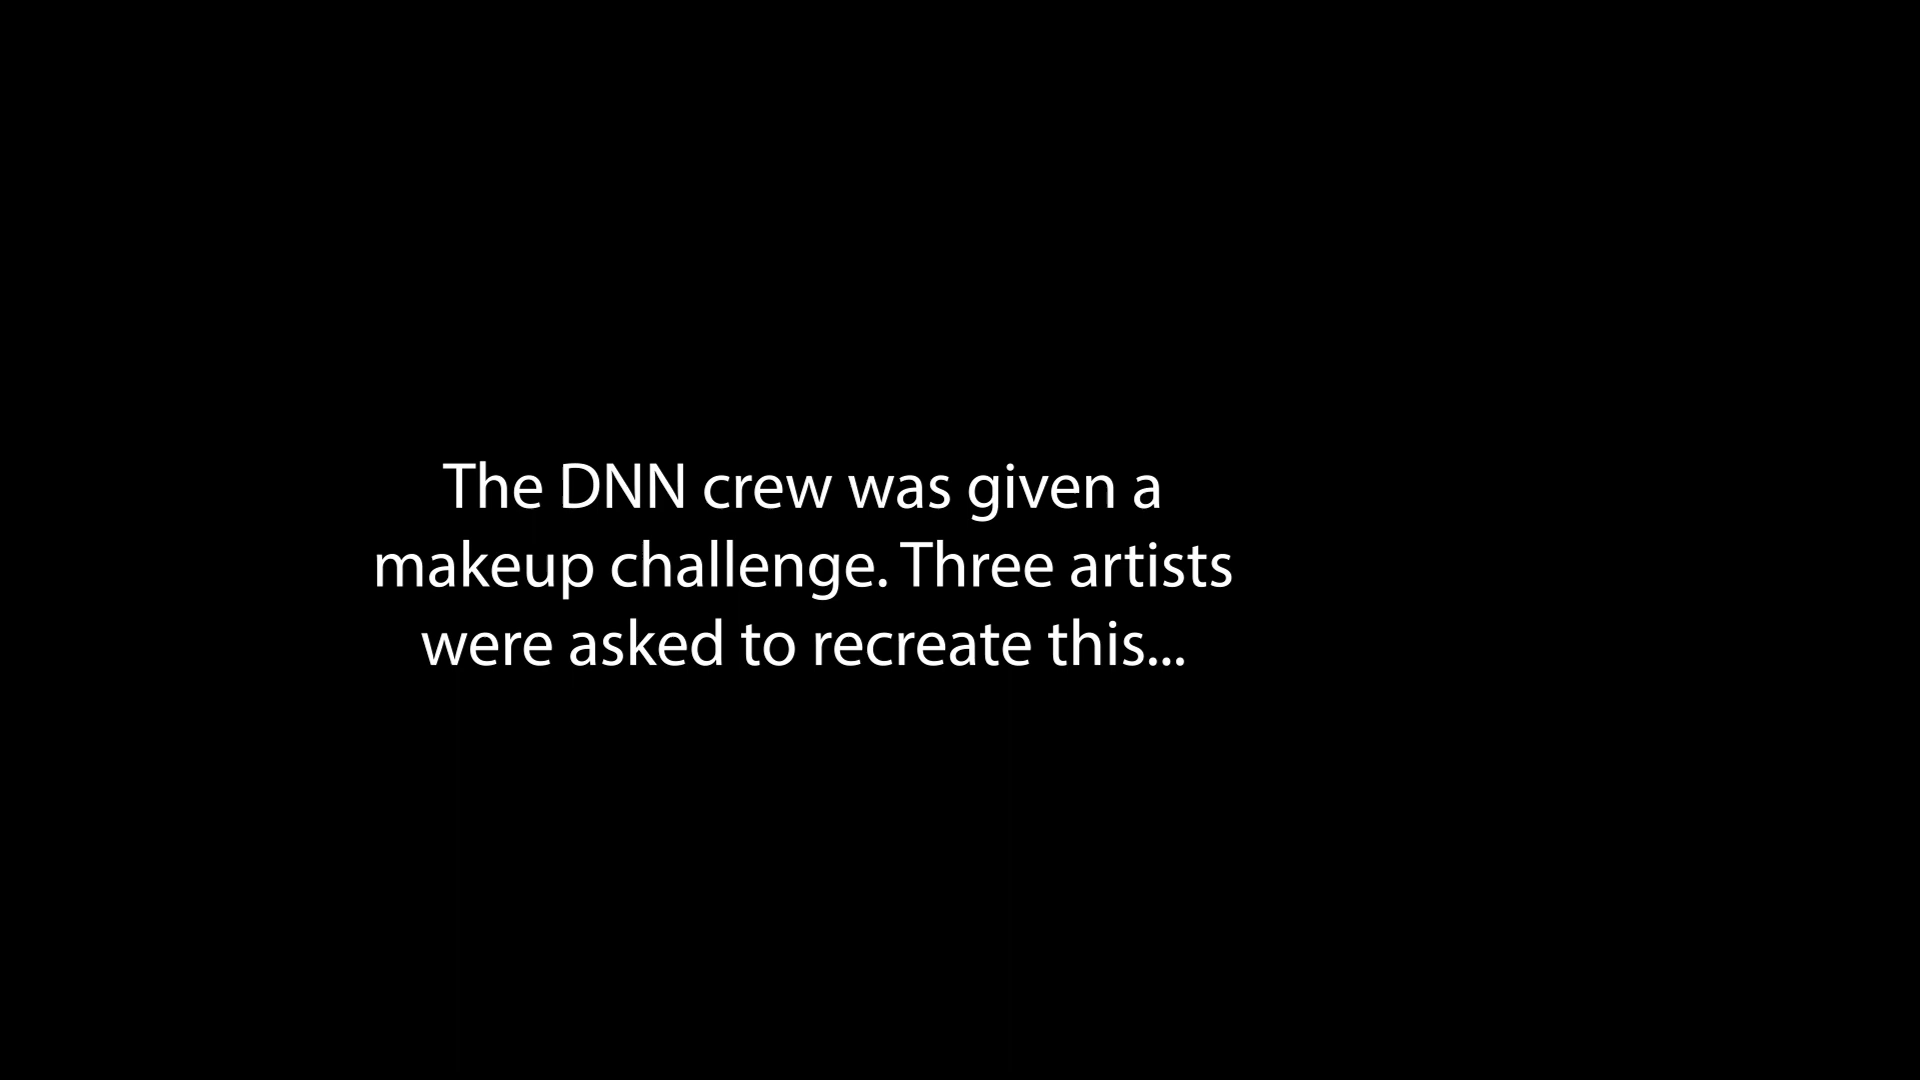 The DNN crew was given a
makeup challenge. Three artists
were asked to recreate this...